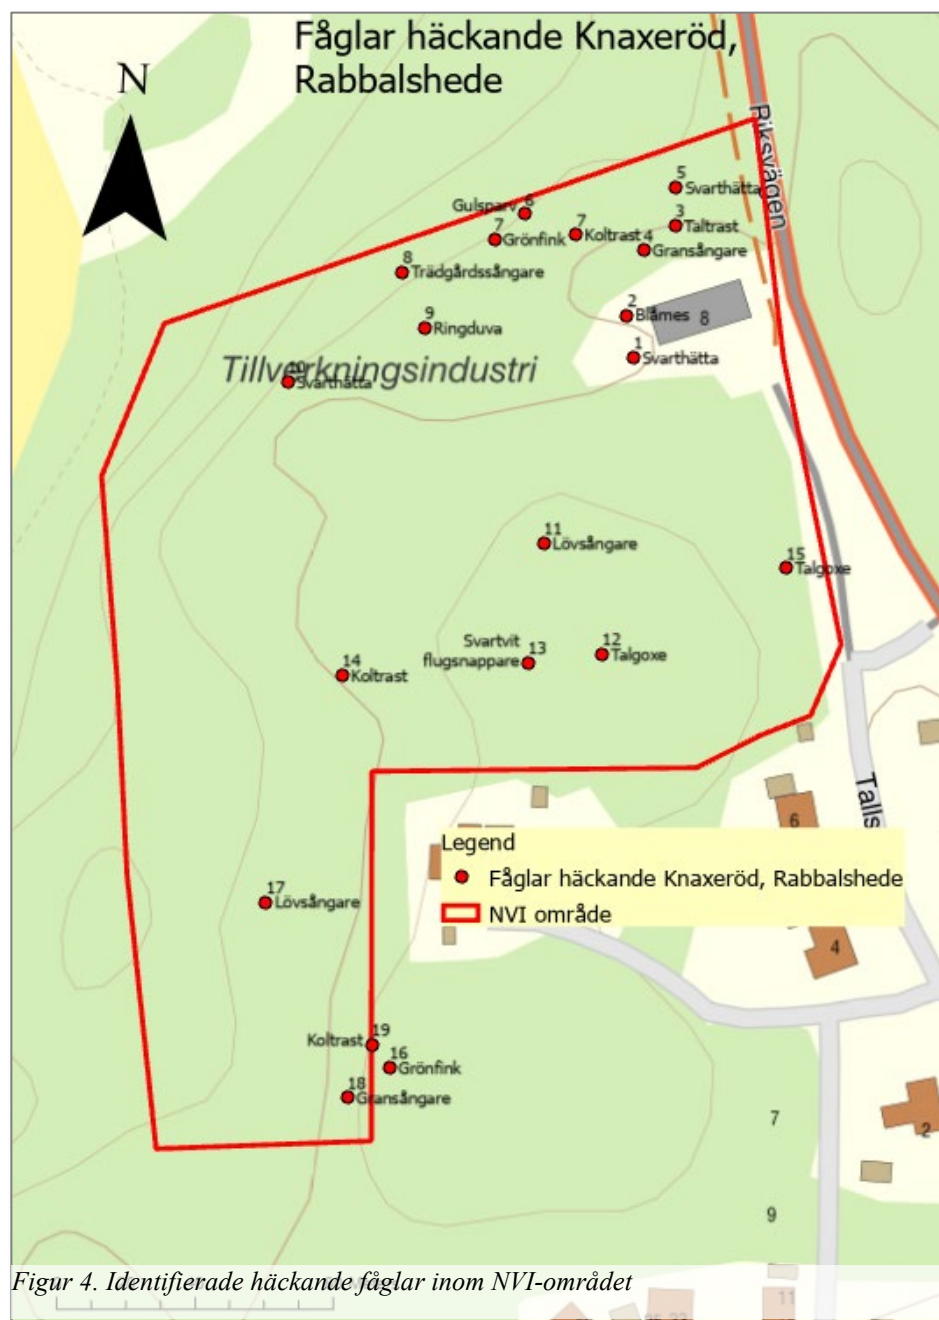 Fåglar häckande Knaxeröd,
Rabbalshede
N
Riksvägen
5
Svarthätta
Gulsparv 6
3
Taltrast
7
Grönfink
7
Koltrast
4
Gransångare
8
Trädgårdssångare
2
Blåmes
8
9
Ringduva
1
Svarthätta
Tillverkningsindustri
10
Svarthätta
11
Lövsångare
15
Talgoxe
Svartvit
flugsnappare
13
12
Talgoxe
14
Koltrast
Talls
6
Legend
Fåglar häckande Knaxeröd, Rabbalshede
NVI område
17
Lövsångare
4
Koltrast
19
16
Grönfink
18
Gransångare
7
2
9
Figur 4. Identifierade häckande fåglar inom NVI-området
11